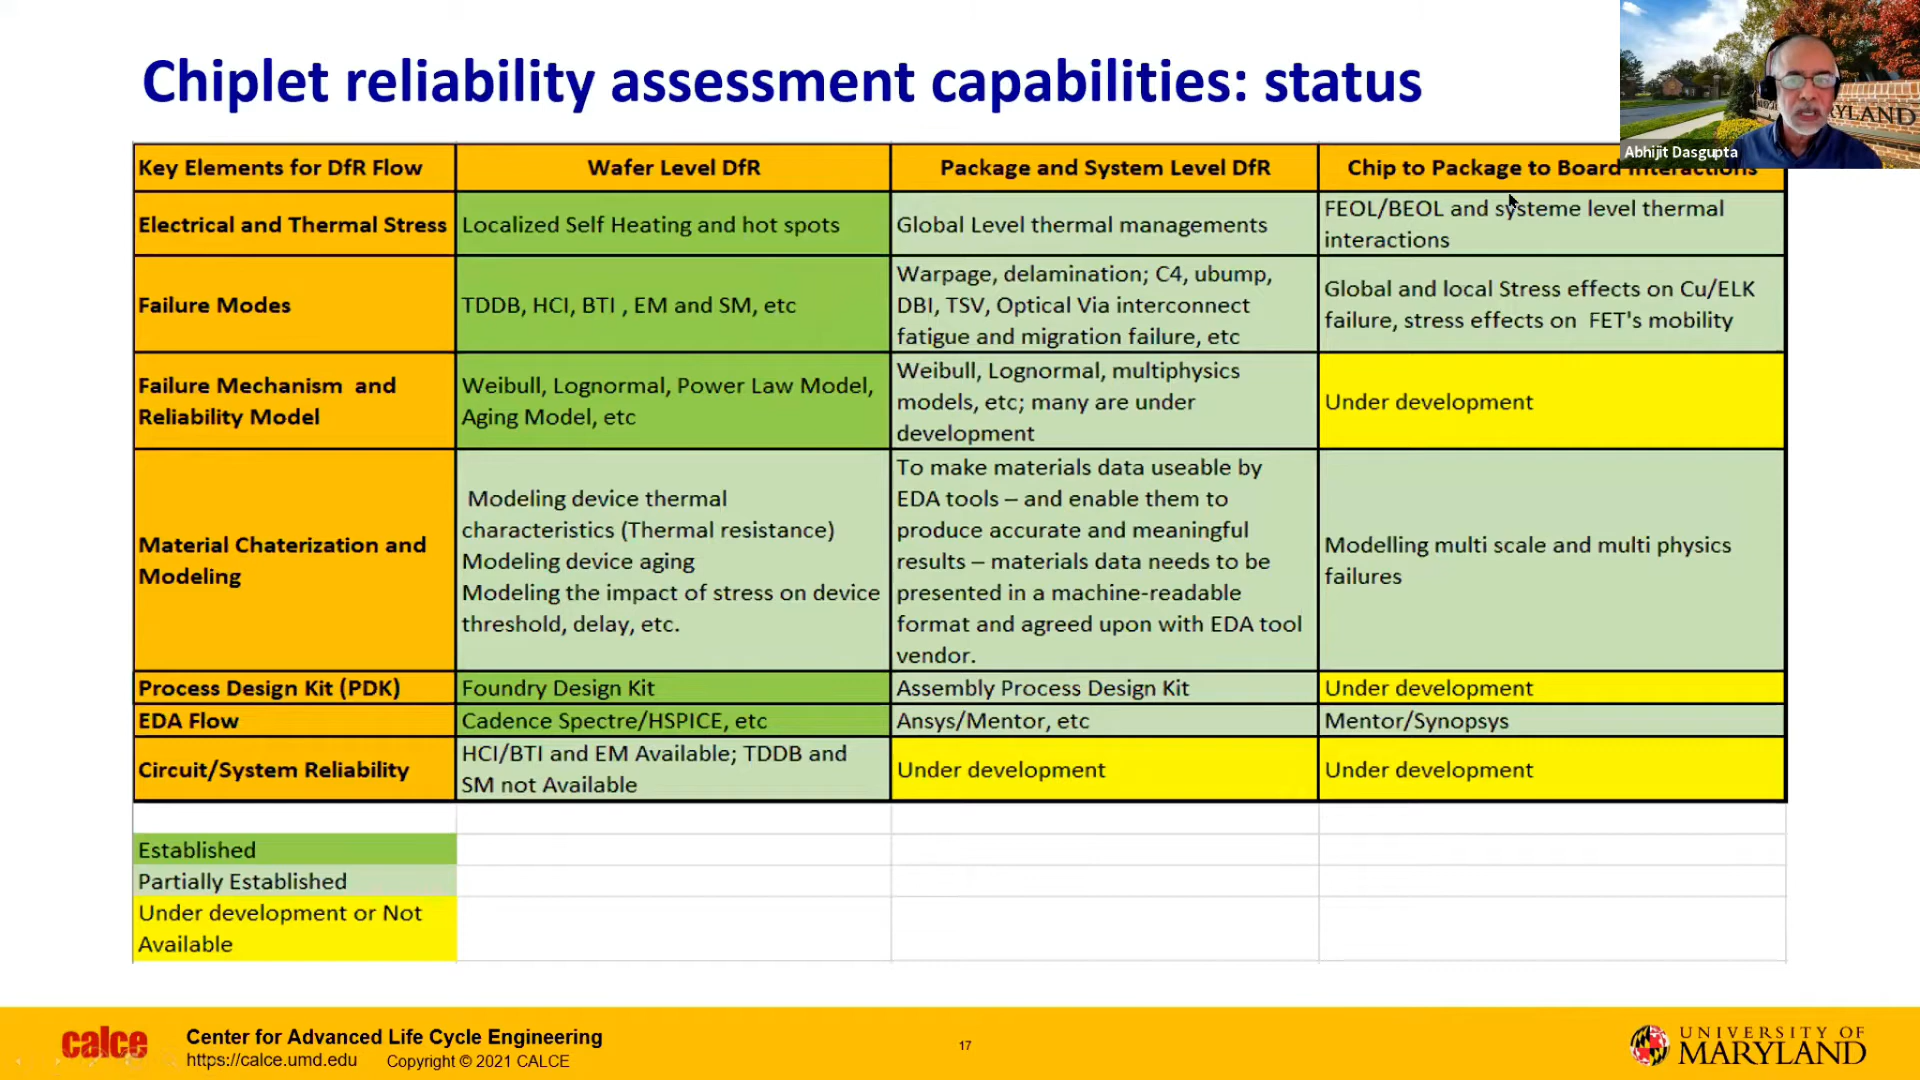 Chiplet reliability assessment capabilities: status
Abhijit Dasgupta
Key Elements for DfR Flow
Wafer Level DfR
Package and System Level DfR
Chip to Package to Board Interactions
Electrical and Thermal Stress
Localized Self Heating and hot spots
Global Level thermal managements
FEOL/BEOL and systeme level thermal
interactions
Failure Modes
TDDB, HCI, BTI , EM and SM, etc
Warpage, delamination; C4, ubump,
DBI, TSV, Optical Via interconnect
fatigue and migration failure, etc
Global and local Stress effects on Cu/ELK
failure, stress effects on FET's mobility
Failure Mechanism and
Reliability Model
Weibull, Lognormal, Power Law Model,
Aging Model, etc
Weibull, Lognormal, multiphysics
models, etc; many are under
development
Under development
Material Chaterization and
Modeling
Modeling device thermal
characteristics (Thermal resistance)
Modeling device aging
Modeling the impact of stress on device
threshold, delay, etc.
To make materials data useable by
EDA tools – and enable them to
produce accurate and meaningful
results – materials data needs to be
presented in a machine-readable
format and agreed upon with EDA tool
vendor.
Modelling multi scale and multi physics
failures
Process Design Kit (PDK)
Foundry Design Kit
Assembly Process Design Kit
Under development
EDA Flow
Cadence Spectre/HSPICE, etc
Ansys/Mentor, etc
Mentor/Synopsys
Circuit/System Reliability
HCI/BTI and EM Available; TDDB and
SM not Available
Under development
Under development
Established
Partially Established
Under development or Not
Available
calce
Center for Advanced Life Cycle Engineering
https://calce.umd.edu Copyright © 2021 CALCE
17
UNIVERSITY OF
MARYLAND